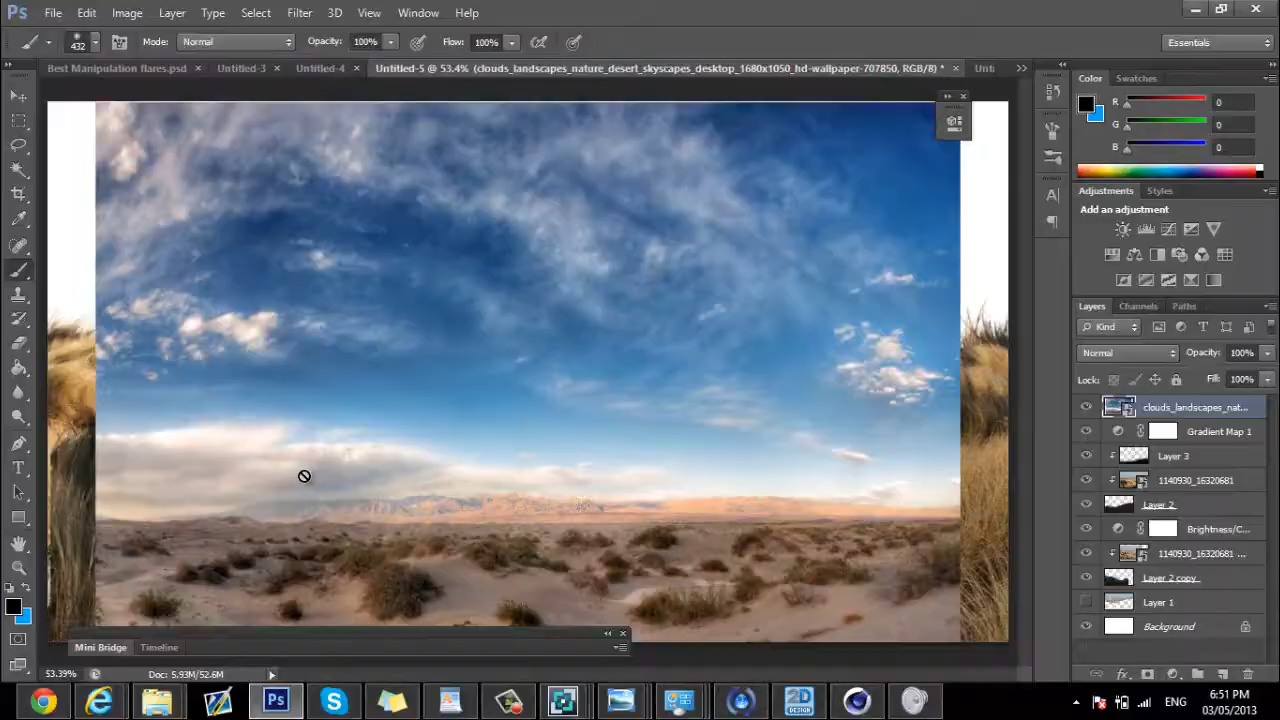 Ps File Edit Image Layer Type Select Filter 3D View Window Help
432 Mode: Normal Opacity: 100% Flow: 100% Essentials
Best Manipulation flares.psd × Untitled-3 × Untitled-4 × Untitled-5 @ 53.4% (clouds_landscapes_nature_desert_skyscapes_desktop_1680x1050_hd-wallpaper-707850, RGB/8) * × Unti
Color Swatches
R 0
G 0
B 0
Adjustments Styles
Add an adjustment
Layers Channels Paths
Kind
Normal Opacity: 100%
Lock: Fill: 100%
clouds_landscapes_nat...
Gradient Map 1
Layer 3
1140930_16320681
Layer 2
Brightness/C...
1140930_16320681 ...
Layer 2 copy
Layer 1
Background
Mini Bridge Timeline
53.39% Doc: 5.93M/52.6M
fx
Ps 2D DESIGN ENG 6:51 PM
03/05/2013